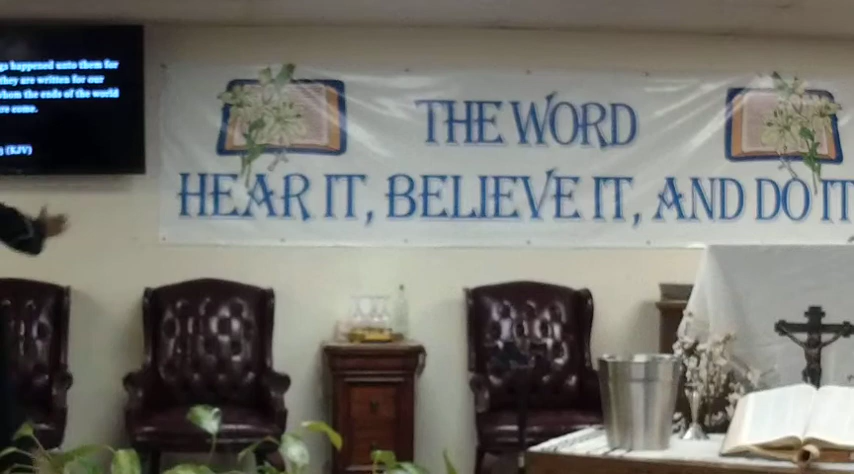 happened unto them for
they are written for our
whom the ends of the world
come.
(KJV)
THE WORD
HEAR IT, BELIEVE IT, AND DO IT